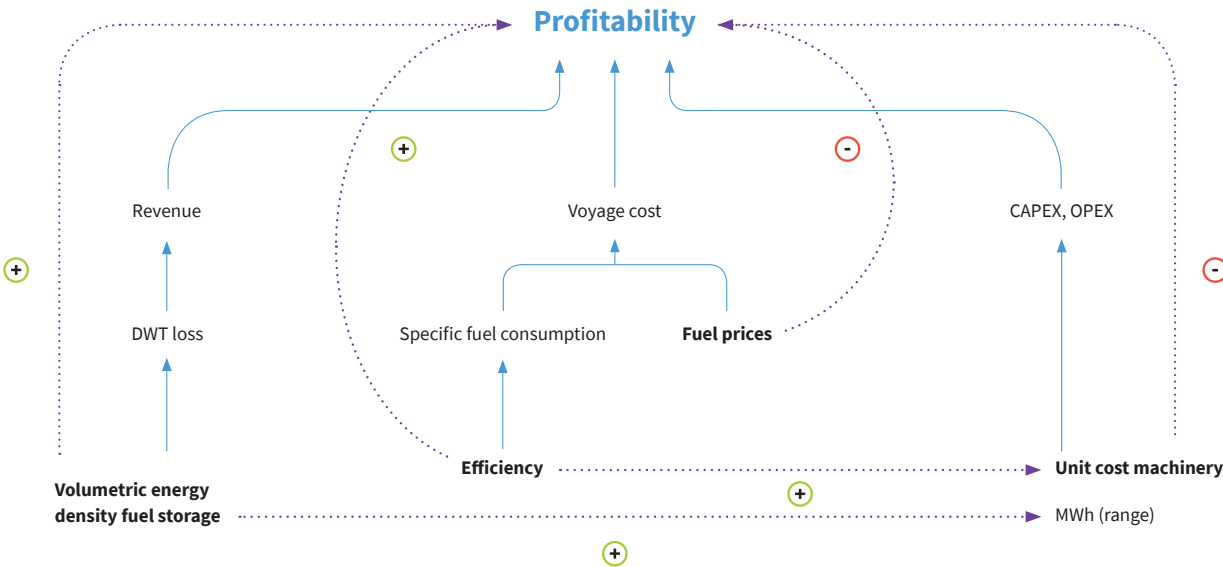 Profitability
+
-
Revenue
Voyage cost
CAPEX, OPEX
+
-
DWT loss
Specific fuel consumption
Fuel prices
Efficiency
Unit cost machinery
Volumetric energy
density fuel storage
+
MWh (range)
+